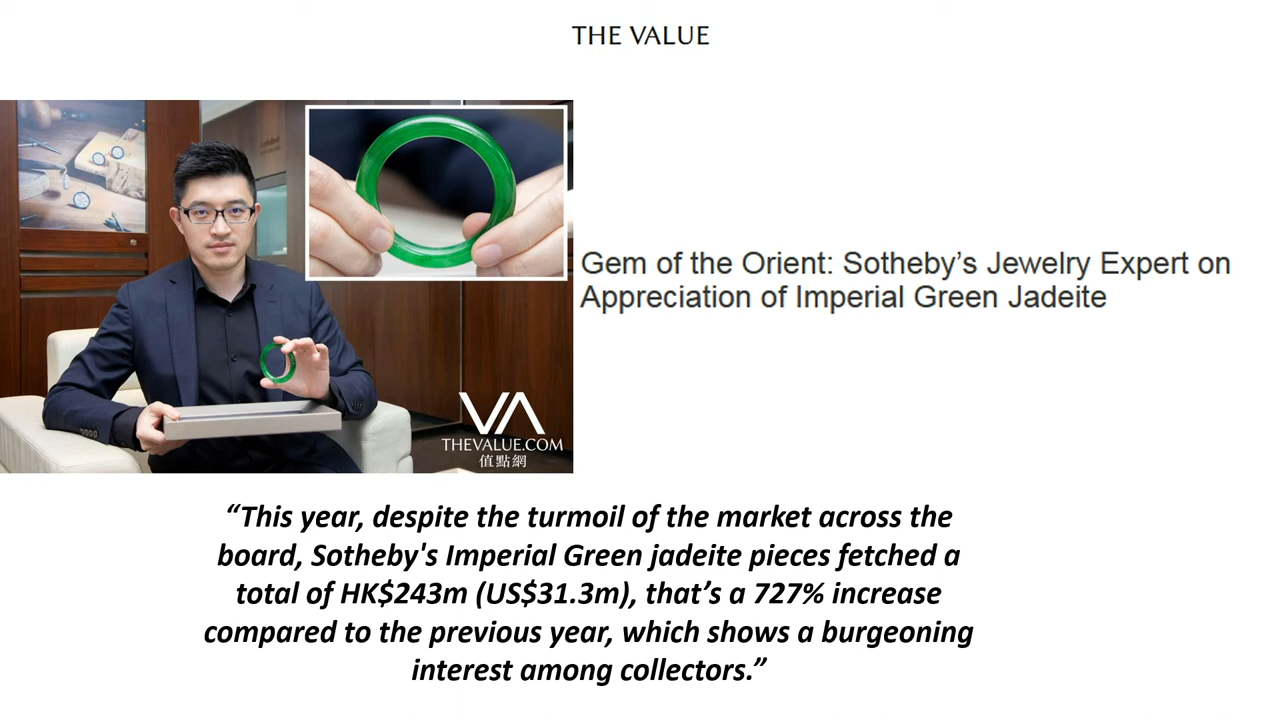 THE VALUE
VA
THEVALUE.COM
值點網
Gem of the Orient: Sotheby’s Jewelry Expert on
Appreciation of Imperial Green Jadeite
“This year, despite the turmoil of the market across the
board, Sotheby's Imperial Green jadeite pieces fetched a
total of HK$243m (US$31.3m), that’s a 727% increase
compared to the previous year, which shows a burgeoning
interest among collectors.”